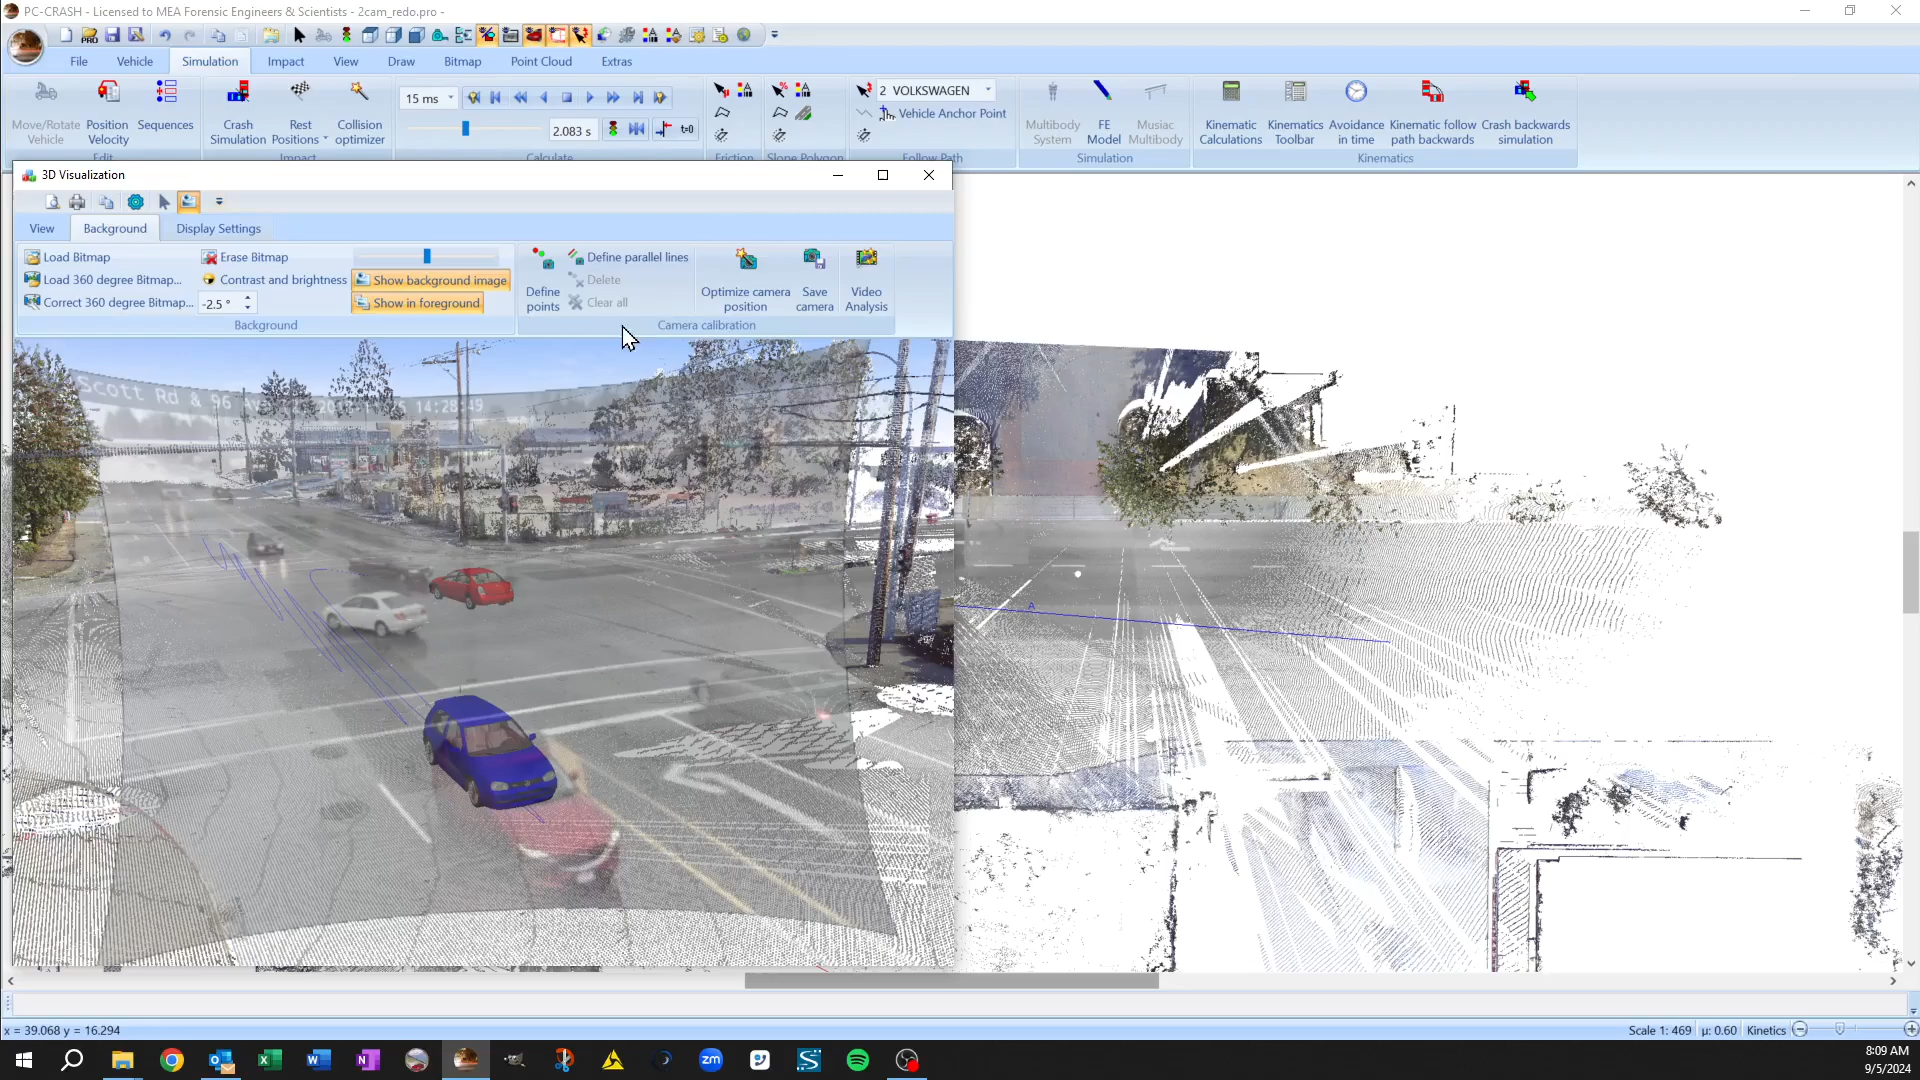 PC-CRASH - Licensed to MEA Forensic Engineers & Scientists - 2cam_redo.pro -
File Vehicle Simulation Impact View Draw Bitmap Point Cloud Extras
15 ms
2 VOLKSWAGEN
Vehicle Anchor Point
2.083 s
t=0
Move/Rotate Vehicle
Position Velocity
Sequences
Crash Simulation
Rest Positions
Collision optimizer
Multibody System
FE Model
Musiac Multibody
Kinematic Calculations
Kinematics Toolbar
Avoidance in time
Kinematic follow path backwards
Crash backwards simulation
Edit Impact Calculate Friction Slope Polygon Follow Path Simulation Kinematics
3D Visualization
View Background Display Settings
Load Bitmap
Load 360 degree Bitmap...
Correct 360 degree Bitmap...
Erase Bitmap
Contrast and brightness
-2.5 °
Show background image
Show in foreground
Background
Define points
Define parallel lines
Delete
Clear all
Optimize camera position
Save camera
Video Analysis
Camera calibration
Scott Rd & 96
14:28:49
A
x = 39.068 y = 16.294
Scale 1: 469 µ: 0.60 Kinetics
zm
8:09 AM
9/5/2024